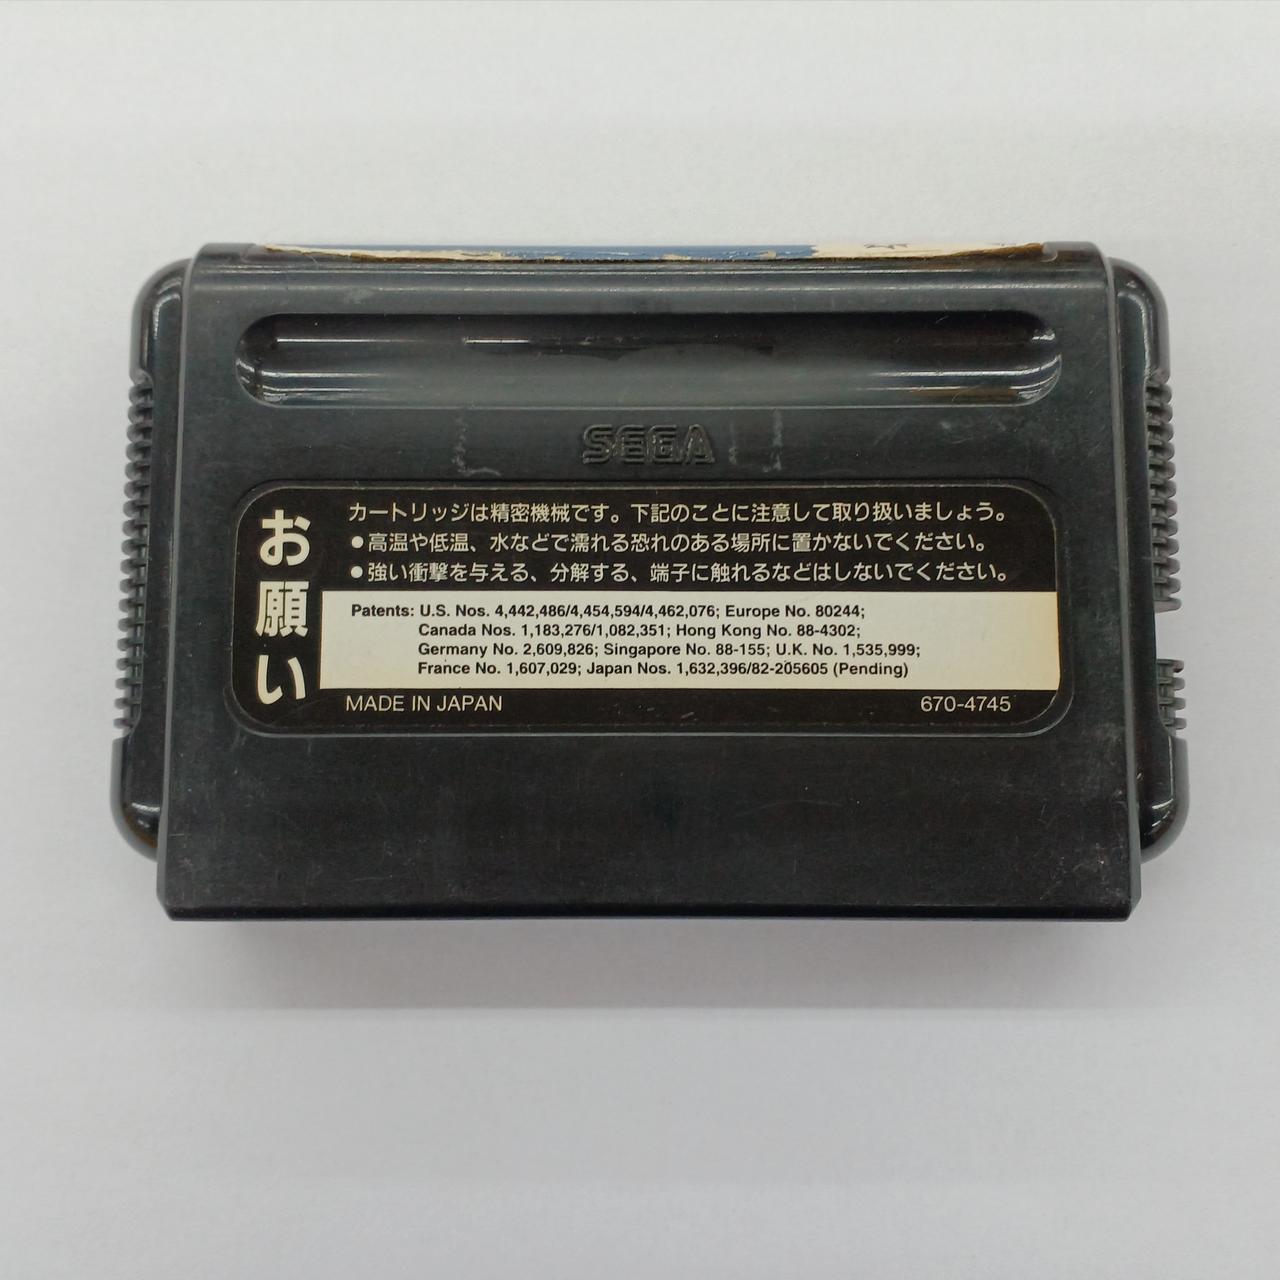 SEGA
お願い
カートリッジは精密機械です。下記のことに注意して取り扱いましょう。
●高温や低温、水などで濡れる恐れのある場所に置かないでください。
●強い衝撃を与える、分解する、端子に触れるなどはしないでください。
Patents: U.S. Nos. 4,442,486/4,454,594/4,462,076; Europe No. 80244;
Canada Nos. 1,183,276/1,082,351; Hong Kong No. 88-4302;
Germany No. 2,609,826; Singapore No. 88-155; U.K. No. 1,535,999;
France No. 1,607,029; Japan Nos. 1,632,396/82-205605 (Pending)
MADE IN JAPAN
670-4745